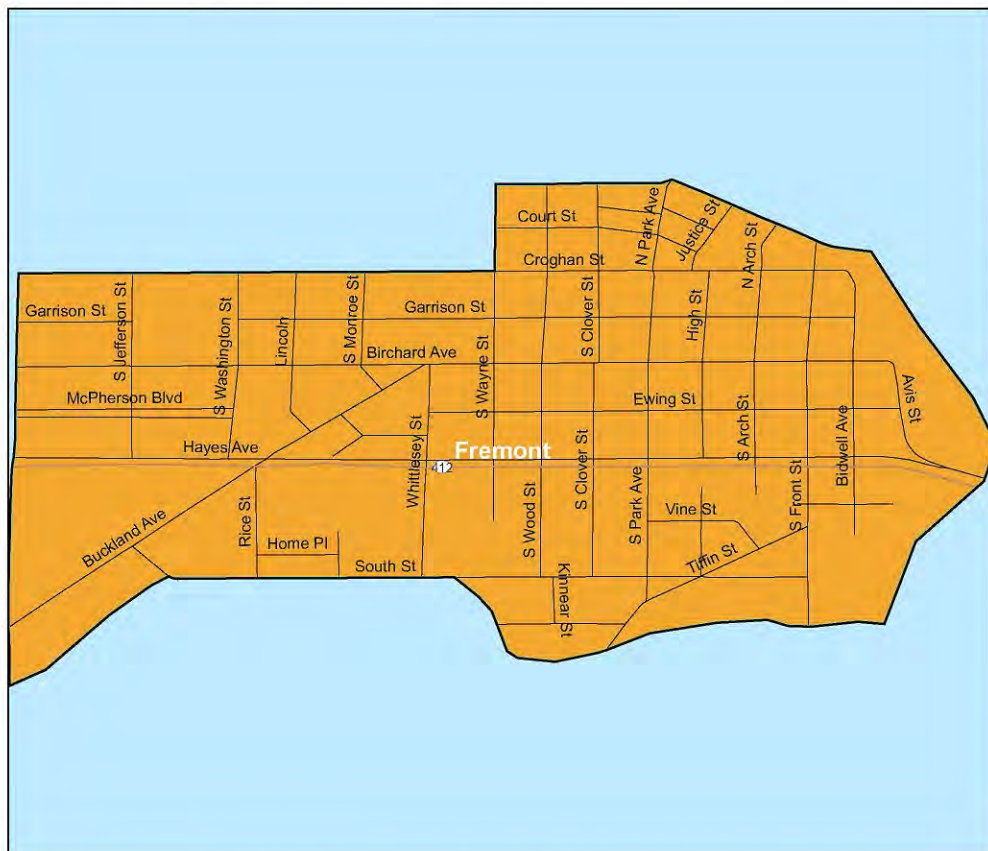 Court St
N Park Ave
Justice St
N Arch St
Croghan St
Garrison St
S Jefferson St
S Washington St
Lincoln
S Monroe St
Garrison St
S Clover St
High St
Birchard Ave
S Wayne St
McPherson Blvd
Ewing St
Avis St
Hayes Ave
Whittlesey St
Fremont
412
S Clover St
S Arch St
Bidwell Ave
S Wood St
S Park Ave
S Front St
Buckland Ave
Rice St
Vine St
Home Pl
South St
Tiffin St
Kinnear St